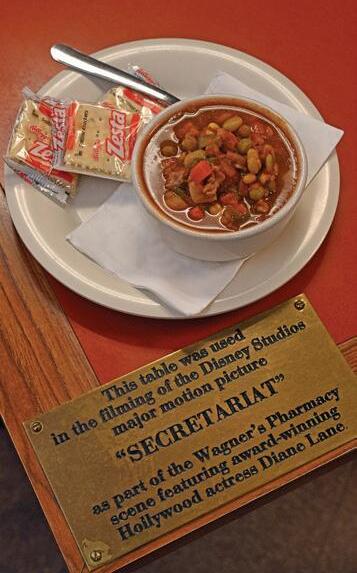 Zesta
Zesta
This table was used
in the filming of the Disney Studios
major motion picture
"SECRETARIAT"
as part of the Wagner's Pharmacy
scene featuring award-winning
Hollywood actress Diane Lane.